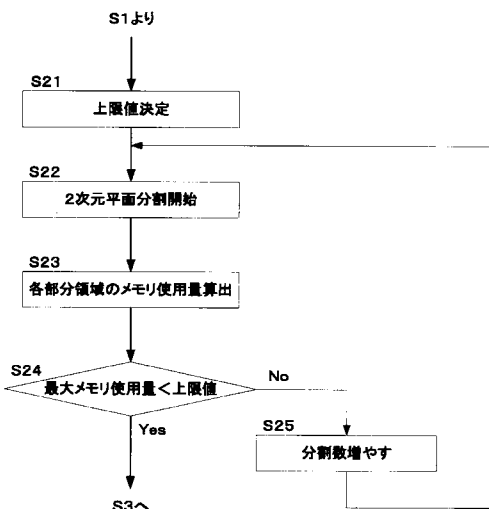 S1より
S21
上限値決定
S22
2次元平面分割開始
S23
各部分領域のメモリ使用量算出
S24
最大メモリ使用量<上限値
No
Yes
S25
分割数増やす
S3へ